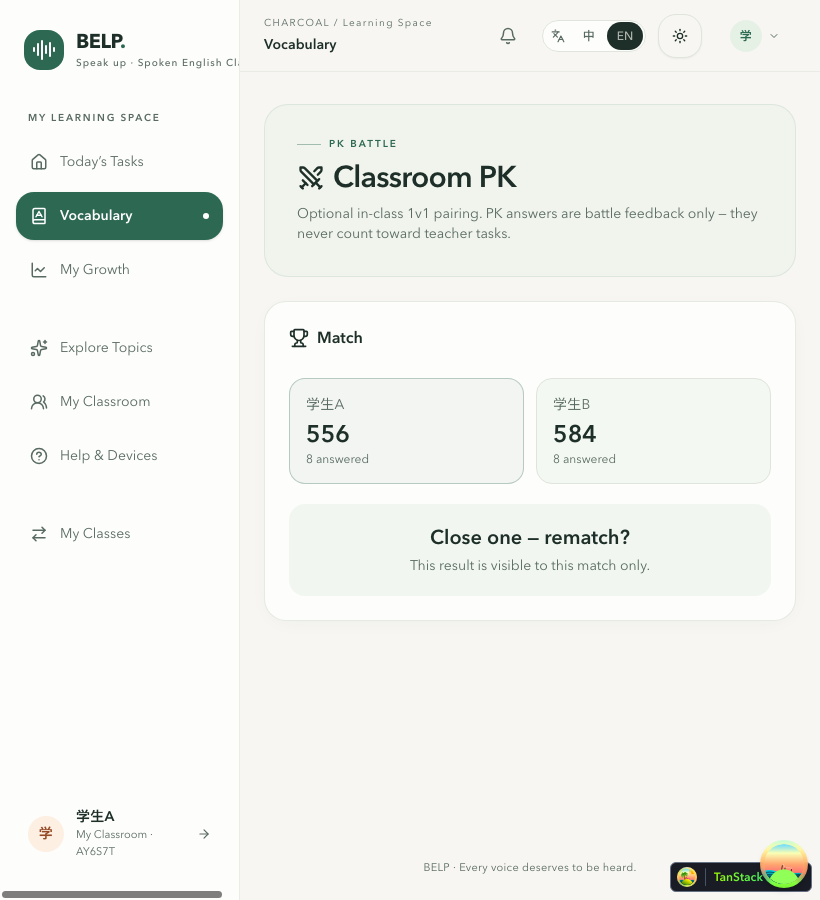 BELP.
Speak up · Spoken English Cl
MY LEARNING SPACE
Today's Tasks
Vocabulary
My Growth
Explore Topics
My Classroom
Help & Devices
My Classes
学
学生A
My Classroom ·
AY6S7T
CHARCOAL / Learning Space
Vocabulary
中
EN
学
PK BATTLE
Classroom PK
Optional in-class 1v1 pairing. PK answers are battle feedback only — they
never count toward teacher tasks.
Match
学生A
556
8 answered
学生B
584
8 answered
Close one — rematch?
This result is visible to this match only.
BELP · Every voice deserves to be heard.
TanStack